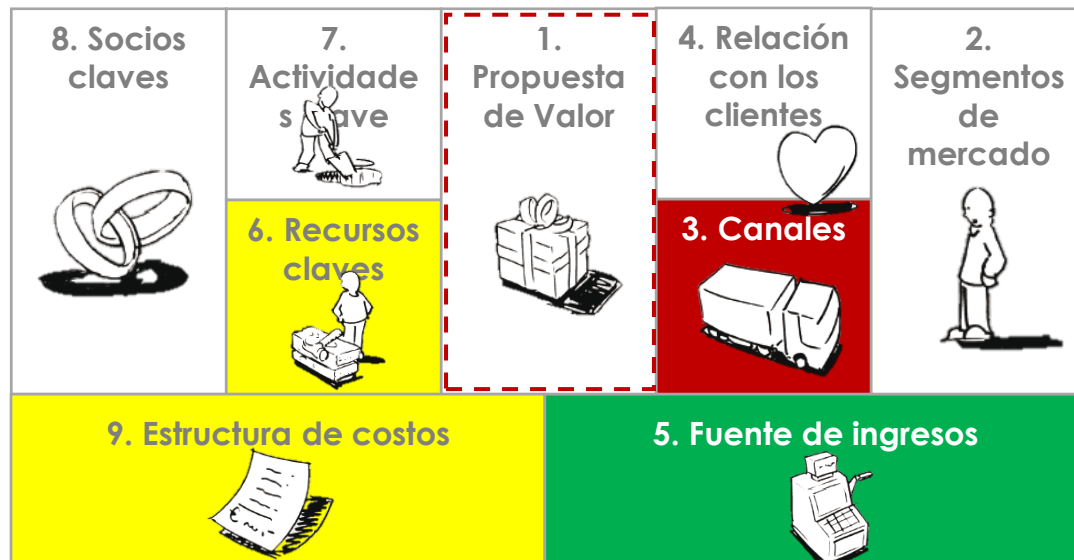 8. Socios
claves
7.
Actividade
s clave
1.
Propuesta
de Valor
4. Relación
con los
clientes
2.
Segmentos
de
mercado
6. Recursos
claves
3. Canales
9. Estructura de costos
5. Fuente de ingresos